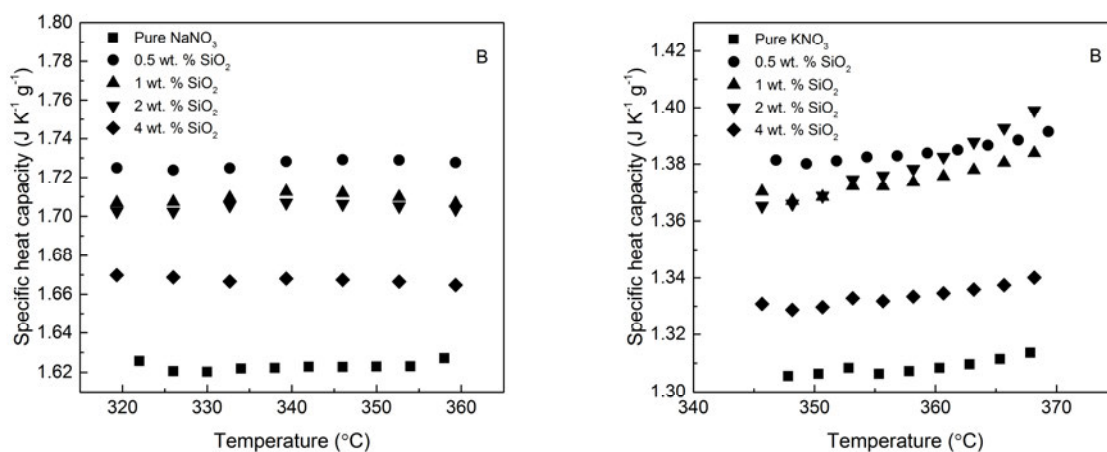 1.80
1.78
1.76
1.74
1.72
1.70
1.68
1.66
1.64
1.62
Specific heat capacity (J K⁻¹ g⁻¹)
Pure NaNO₃
0.5 wt. % SiO₂
1 wt. % SiO₂
2 wt. % SiO₂
4 wt. % SiO₂
B
320 330 340 350 360
Temperature (°C)
1.42
1.40
1.38
1.36
1.34
1.32
1.30
Specific heat capacity (J K⁻¹ g⁻¹)
Pure KNO₃
0.5 wt. % SiO₂
1 wt. % SiO₂
2 wt. % SiO₂
4 wt. % SiO₂
B
340 350 360 370
Temperature (°C)